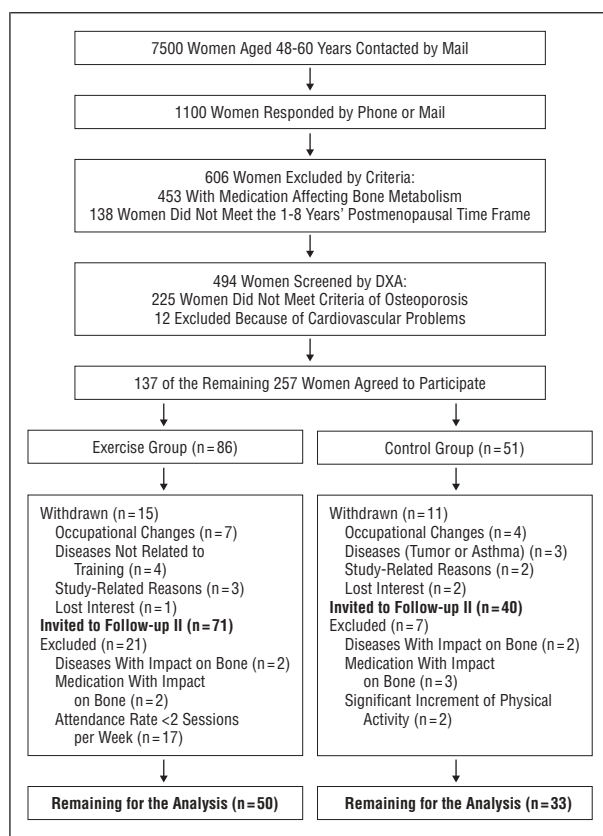 7500 Women Aged 48-60 Years Contacted by Mail
1100 Women Responded by Phone or Mail
606 Women Excluded by Criteria:
453 With Medication Affecting Bone Metabolism
138 Women Did Not Meet the 1-8 Years’ Postmenopausal Time Frame
494 Women Screened by DXA:
225 Women Did Not Meet Criteria of Osteoporosis
12 Excluded Because of Cardiovascular Problems
137 of the Remaining 257 Women Agreed to Participate
Exercise Group (n=86)
Withdrawn (n=15)
Occupational Changes (n=7)
Diseases Not Related to
Training (n=4)
Study-Related Reasons (n=3)
Lost Interest (n=1)
Invited to Follow-up II (n=71)
Excluded (n=21)
Diseases With Impact on Bone (n=2)
Medication With Impact
on Bone (n=2)
Attendance Rate <2 Sessions
per Week (n=17)
Remaining for the Analysis (n=50)
Control Group (n=51)
Withdrawn (n=11)
Occupational Changes (n=4)
Diseases (Tumor or Asthma) (n=3)
Study-Related Reasons (n=2)
Lost Interest (n=2)
Invited to Follow-up II (n=40)
Excluded (n=7)
Diseases With Impact on Bone (n=2)
Medication With Impact
on Bone (n=3)
Significant Increment of Physical
Activity (n=2)
Remaining for the Analysis (n=33)